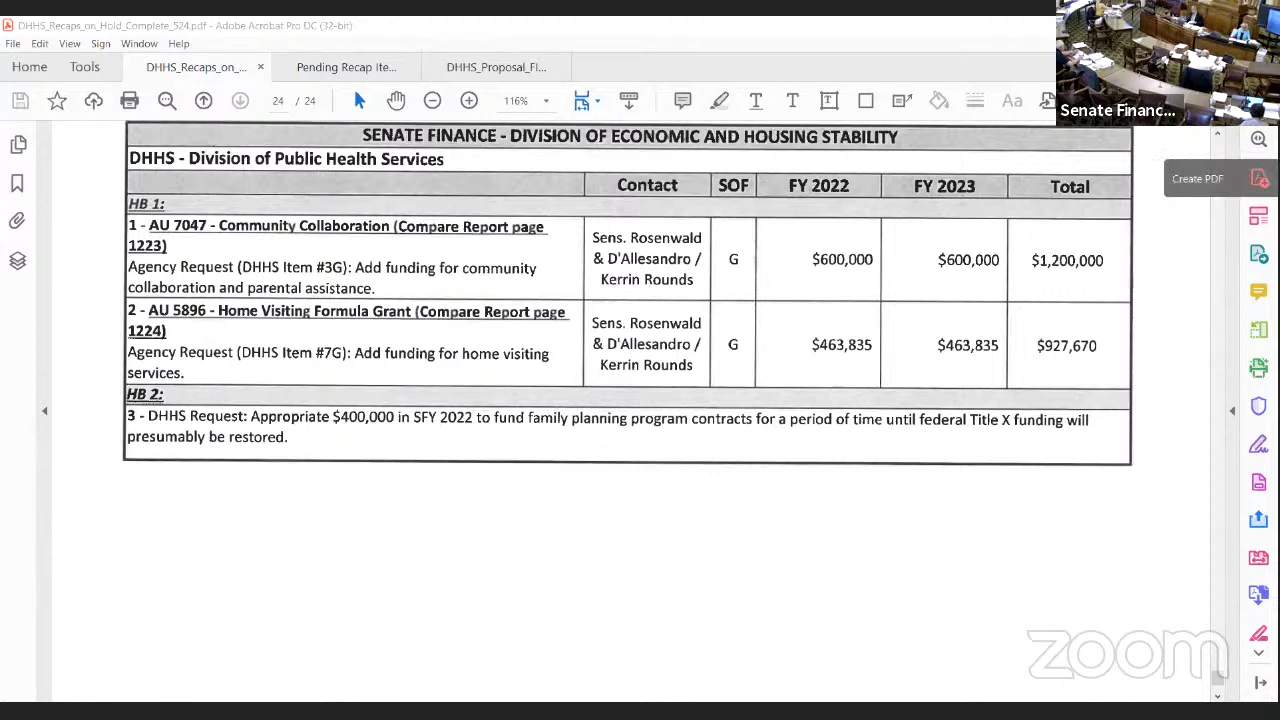 DHHS_Recaps_on_Hold_Complete_524.pdf - Adobe Acrobat Pro DC (32-bit)
File Edit View Sign Window Help
Home Tools DHHS_Recaps_on_... × Pending Recap Ite... DHHS_Proposal_FI...
24 / 24 116%
Senate Financ...
Create PDF
SENATE FINANCE - DIVISION OF ECONOMIC AND HOUSING STABILITY
DHHS - Division of Public Health Services
Contact SOF FY 2022 FY 2023 Total
HB 1:
1 - AU 7047 - Community Collaboration (Compare Report page
1223)
Agency Request (DHHS Item #3G): Add funding for community
collaboration and parental assistance.
Sens. Rosenwald
& D'Allesandro /
Kerrin Rounds
G $600,000 $600,000 $1,200,000
2 - AU 5896 - Home Visiting Formula Grant (Compare Report page
1224)
Agency Request (DHHS Item #7G): Add funding for home visiting
services.
Sens. Rosenwald
& D'Allesandro /
Kerrin Rounds
G $463,835 $463,835 $927,670
HB 2:
3 - DHHS Request: Appropriate $400,000 in SFY 2022 to fund family planning program contracts for a period of time until federal Title X funding will
presumably be restored.
zoom